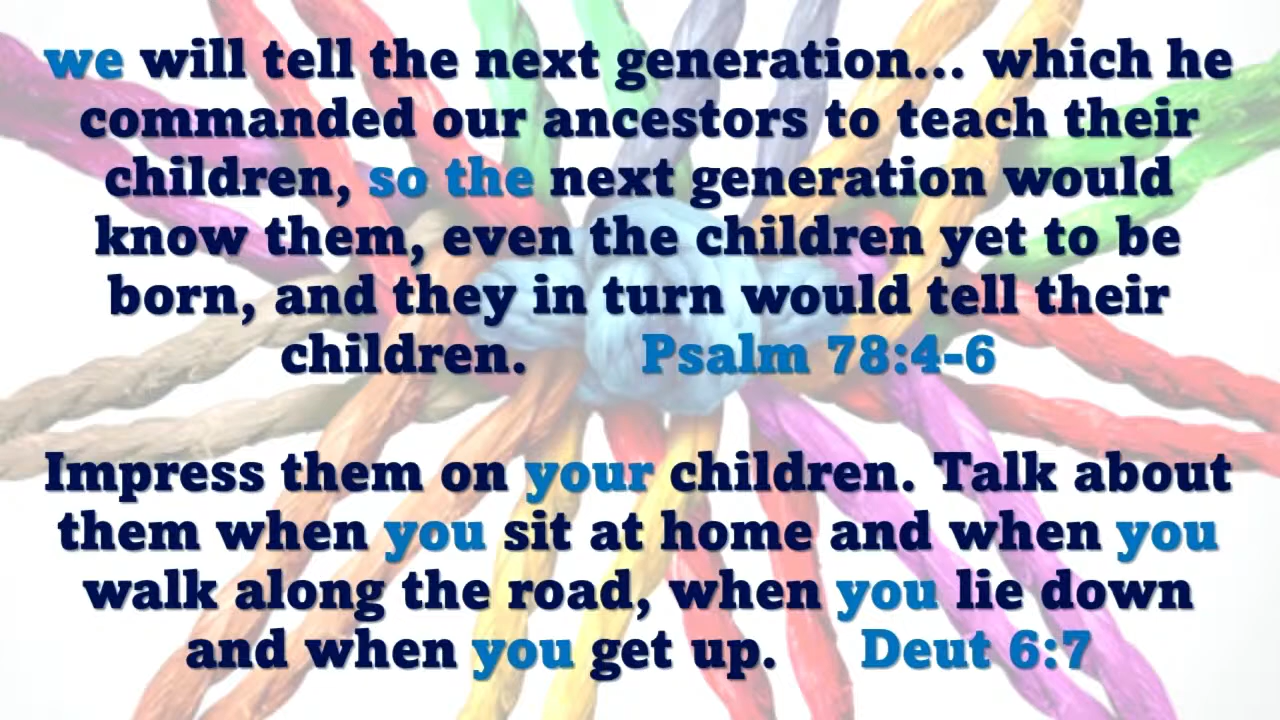 we will tell the next generation... which he
commanded our ancestors to teach their
children, so the next generation would
know them, even the children yet to be
born, and they in turn would tell their
children. Psalm 78:4-6
Impress them on your children. Talk about
them when you sit at home and when you
walk along the road, when you lie down
and when you get up. Deut 6:7